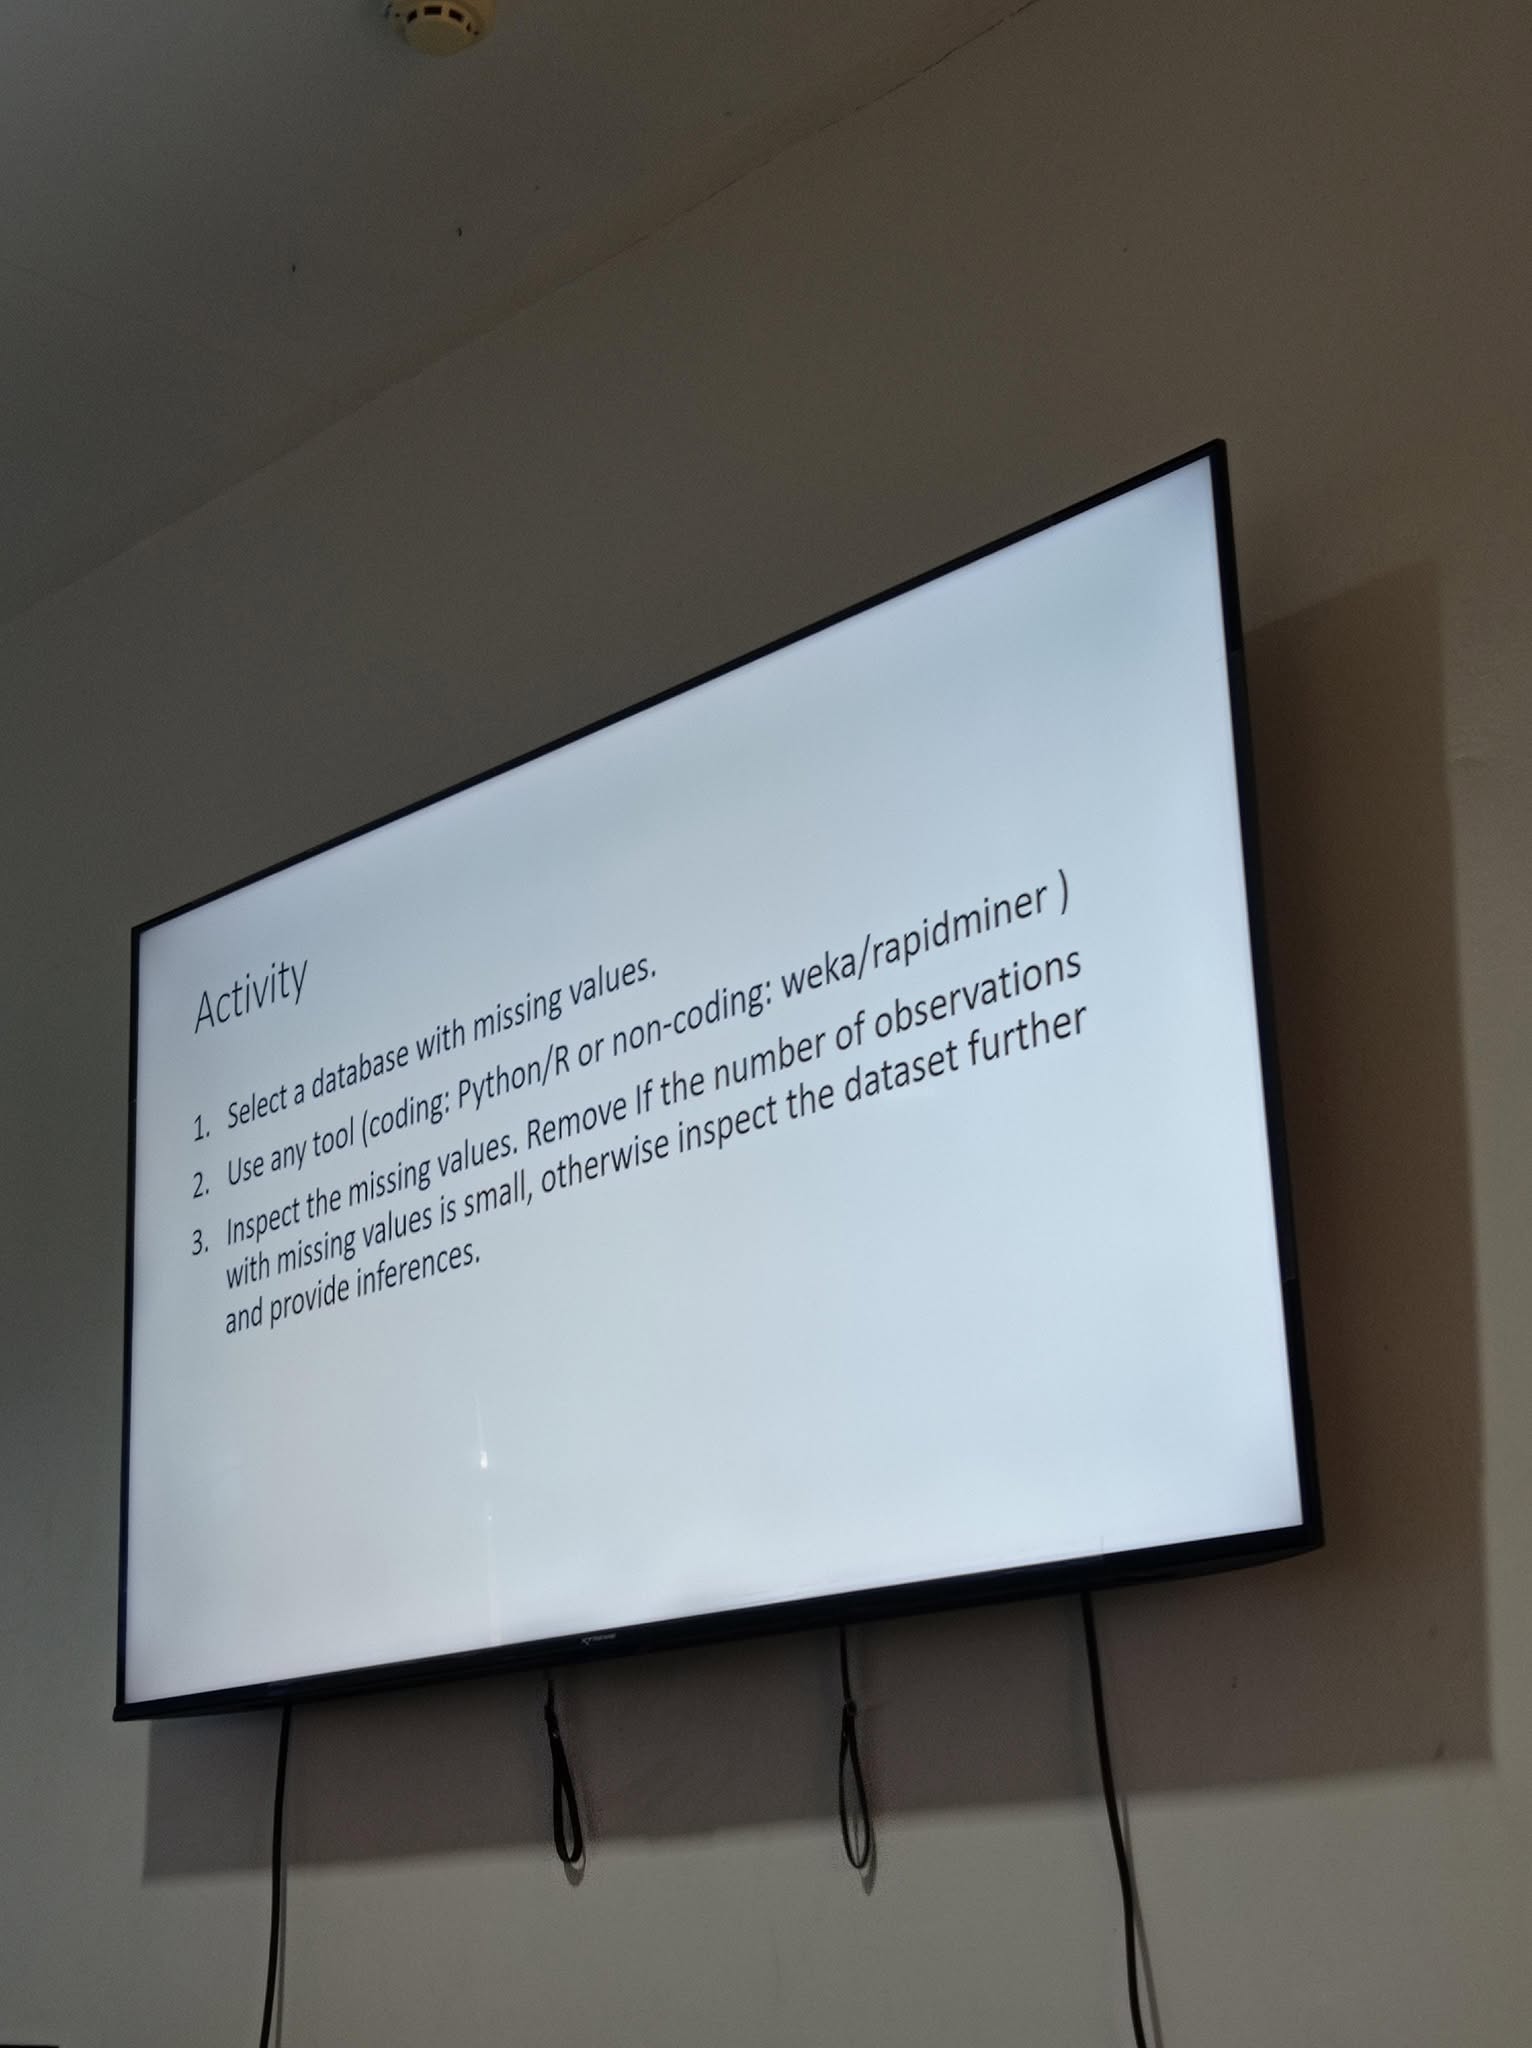 Activity
1. Select a database with missing values.
2. Use any tool (coding: Python/R or non-coding: weka/rapidminer )
3. Inspect the missing values. Remove If the number of observations
with missing values is small, otherwise inspect the dataset further
and provide inferences.
XTREME